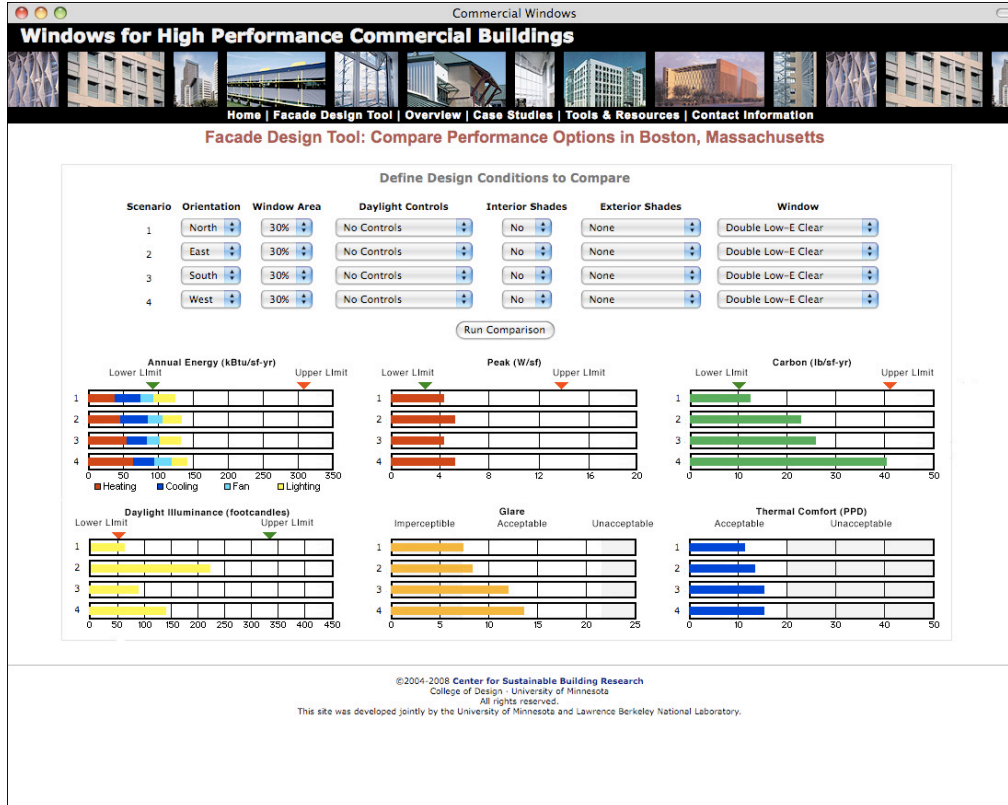 Commercial Windows
Windows for High Performance Commercial Buildings
Home | Facade Design Tool | Overview | Case Studies | Tools & Resources | Contact Information
Facade Design Tool: Compare Performance Options in Boston, Massachusetts
Define Design Conditions to Compare
Scenario Orientation Window Area Daylight Controls Interior Shades Exterior Shades Window
1 North 30% No Controls No None Double Low-E Clear
2 East 30% No Controls No None Double Low-E Clear
3 South 30% No Controls No None Double Low-E Clear
4 West 30% No Controls No None Double Low-E Clear
Run Comparison
Annual Energy (kBtu/sf-yr)
Lower LImit Upper LImit
1
2
3
4
0 50 100 150 200 250 300 350
Heating Cooling Fan Lighting
Peak (W/sf)
Lower LImit Upper LImit
1
2
3
4
0 4 8 12 16 20
Carbon (lb/sf-yr)
Lower LImit Upper LImit
1
2
3
4
0 10 20 30 40 50
Daylight Illuminance (footcandles)
Lower LImit Upper LImit
1
2
3
4
0 50 100 150 200 250 300 350 400 450
Glare
Imperceptible Acceptable Unacceptable
1
2
3
4
0 5 10 15 20 25
Thermal Comfort (PPD)
Acceptable Unacceptable
1
2
3
4
0 10 20 30 40 50
©2004-2008 Center for Sustainable Building Research
College of Design - University of Minnesota
All rights reserved.
This site was developed jointly by the University of Minnesota and Lawrence Berkeley National Laboratory.